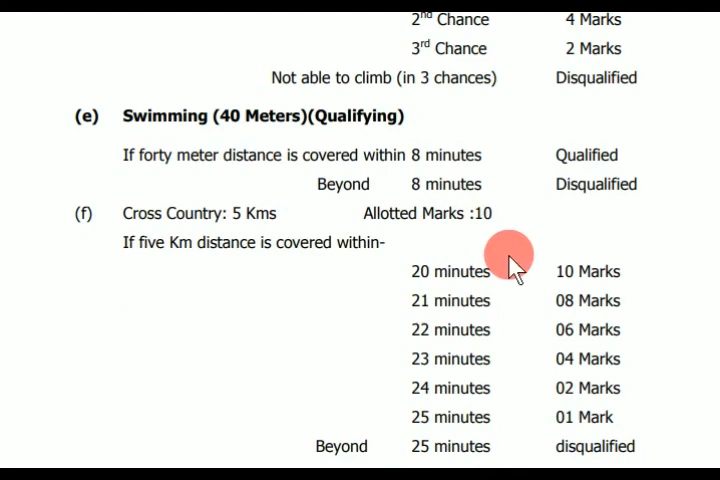 2nd Chance 4 Marks
3rd Chance 2 Marks
Not able to climb (in 3 chances) Disqualified
(e) Swimming (40 Meters)(Qualifying)
If forty meter distance is covered within 8 minutes Qualified
Beyond 8 minutes Disqualified
(f) Cross Country: 5 Kms Allotted Marks :10
If five Km distance is covered within-
20 minutes 10 Marks
21 minutes 08 Marks
22 minutes 06 Marks
23 minutes 04 Marks
24 minutes 02 Marks
25 minutes 01 Mark
Beyond 25 minutes disqualified